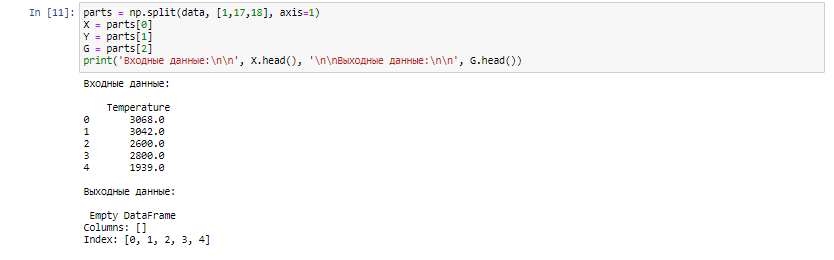 In [11]: parts = np.split(data, [1,17,18], axis=1)
X = parts[0]
Y = parts[1]
G = parts[2]
print('Входные данные:\n\n', X.head(), '\n\nВыходные данные:\n\n', G.head())
Входные данные:
Temperature
0 3068.0
1 3042.0
2 2600.0
3 2800.0
4 1939.0
Выходные данные:
Empty DataFrame
Columns: []
Index: [0, 1, 2, 3, 4]